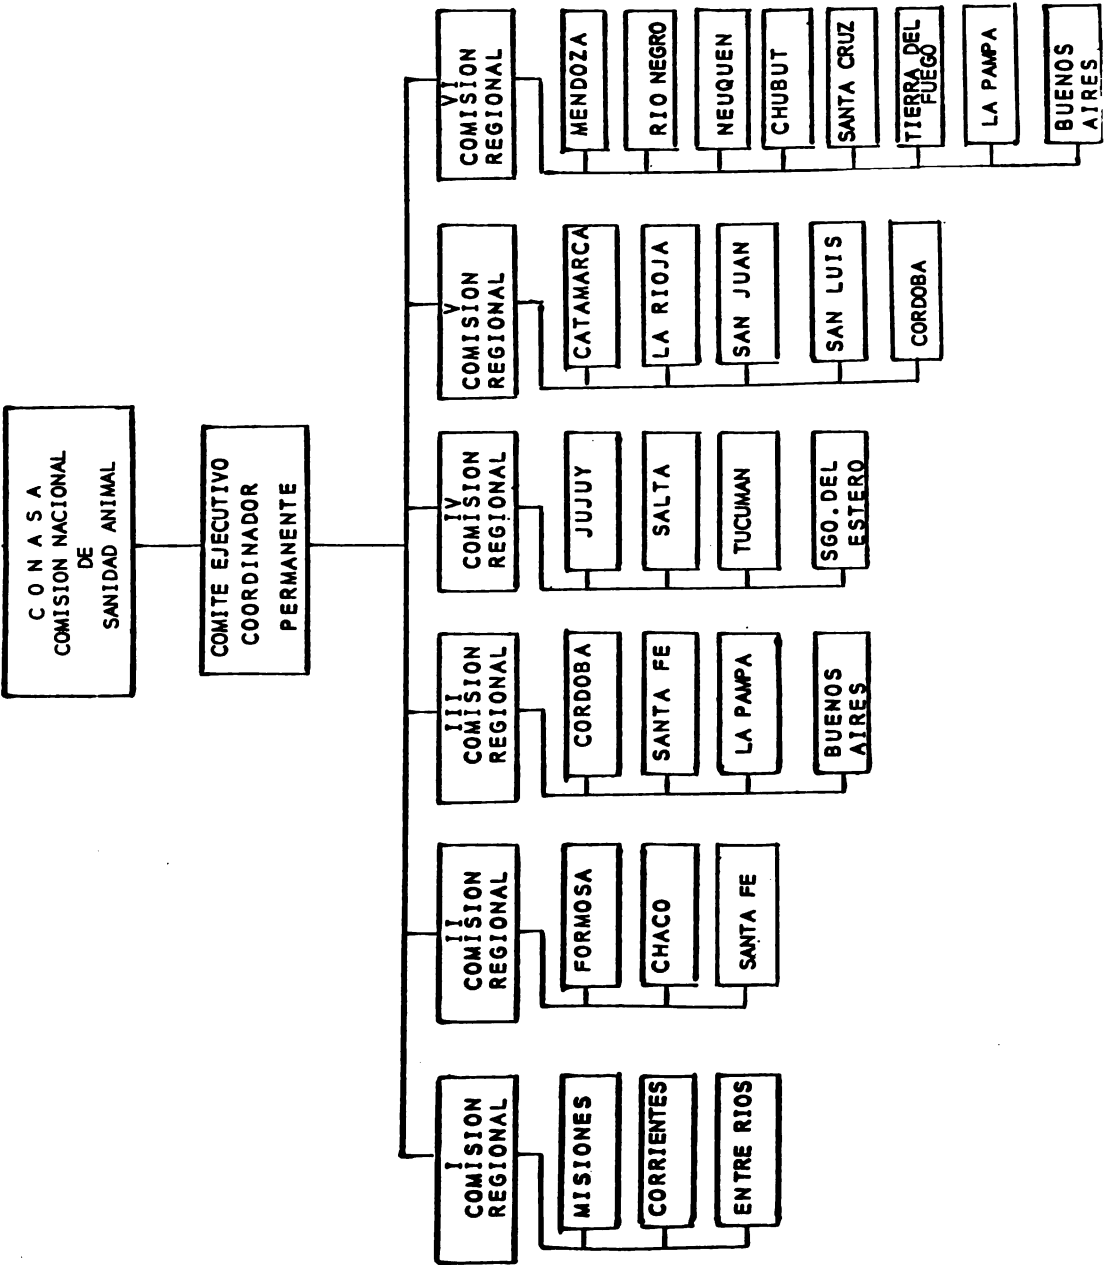 C O N A S A
COMISION NACIONAL
DE
SANIDAD ANIMAL
COMITE EJECUTIVO
COORDINADOR
PERMANENTE
I
COMISION
REGIONAL
MISIONES
CORRIENTES
ENTRE RIOS
II
COMISION
REGIONAL
FORMOSA
CHACO
SANTA FE
III
COMISION
REGIONAL
CORDOBA
SANTA FE
LA PAMPA
BUENOS
AIRES
IV
COMISION
REGIONAL
JUJUY
SALTA
TUCUMAN
SGO. DEL
ESTERO
V
COMISION
REGIONAL
CATAMARCA
LA RIOJA
SAN JUAN
SAN LUIS
CORDOBA
VI
COMISION
REGIONAL
MENDOZA
RIO NEGRO
NEUQUEN
CHUBUT
SANTA CRUZ
TIERRA DEL
FUEGO
LA PAMPA
BUENOS
AIRES